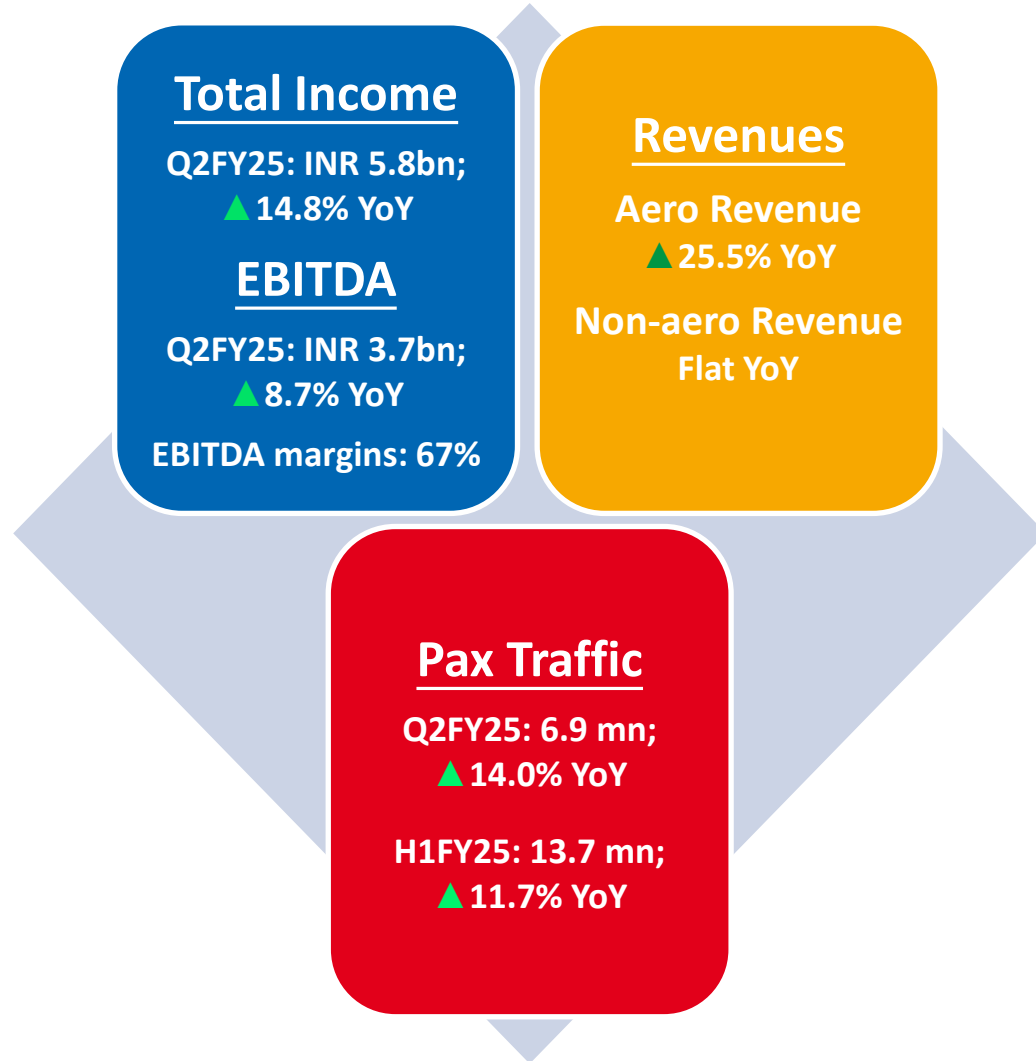 Total Income
Q2FY25: INR 5.8bn;
▲ 14.8% YoY
EBITDA
Q2FY25: INR 3.7bn;
▲ 8.7% YoY
EBITDA margins: 67%
Revenues
Aero Revenue
▲ 25.5% YoY
Non-aero Revenue
Flat YoY
Pax Traffic
Q2FY25: 6.9 mn;
▲ 14.0% YoY
H1FY25: 13.7 mn;
▲ 11.7% YoY